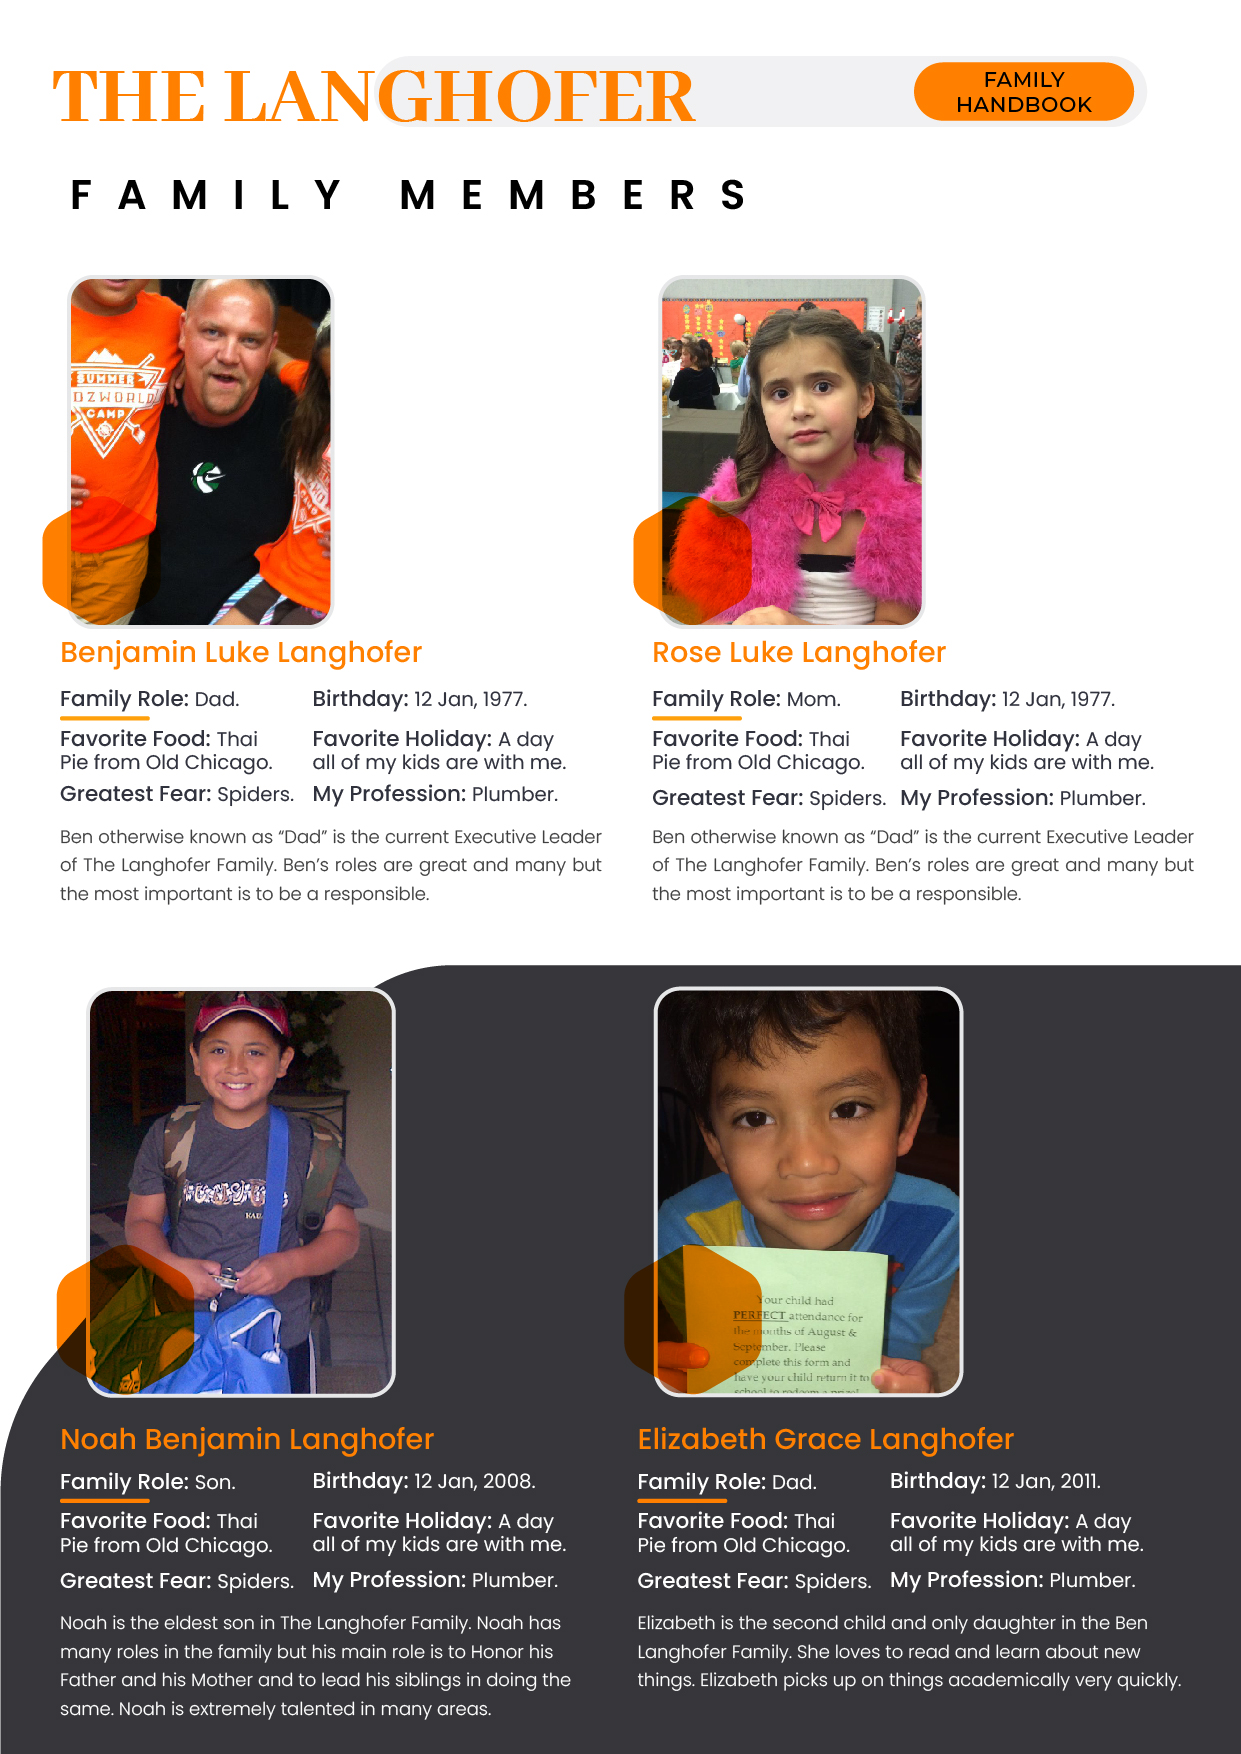 THE LANGHOFER
FAMILY
HANDBOOK
FAMILY MEMBERS
SUMMER
DZWORLD
CAMP
Benjamin Luke Langhofer
Family Role: Dad.
Birthday: 12 Jan, 1977.
Favorite Food: Thai
Pie from Old Chicago.
Favorite Holiday: A day
all of my kids are with me.
Greatest Fear: Spiders.
My Profession: Plumber.
Ben otherwise known as “Dad” is the current Executive Leader
of The Langhofer Family. Ben’s roles are great and many but
the most important is to be a responsible.
Rose Luke Langhofer
Family Role: Mom.
Birthday: 12 Jan, 1977.
Favorite Food: Thai
Pie from Old Chicago.
Favorite Holiday: A day
all of my kids are with me.
Greatest Fear: Spiders.
My Profession: Plumber.
Ben otherwise known as “Dad” is the current Executive Leader
of The Langhofer Family. Ben’s roles are great and many but
the most important is to be a responsible.
adidas
Noah Benjamin Langhofer
Family Role: Son.
Birthday: 12 Jan, 2008.
Favorite Food: Thai
Pie from Old Chicago.
Favorite Holiday: A day
all of my kids are with me.
Greatest Fear: Spiders.
My Profession: Plumber.
Noah is the eldest son in The Langhofer Family. Noah has
many roles in the family but his main role is to Honor his
Father and his Mother and to lead his siblings in doing the
same. Noah is extremely talented in many areas.
Your child had
PERFECT attendance for
the months of August &
September. Please
complete this form and
have your child return it to
school to redeem a prize!
Elizabeth Grace Langhofer
Family Role: Dad.
Birthday: 12 Jan, 2011.
Favorite Food: Thai
Pie from Old Chicago.
Favorite Holiday: A day
all of my kids are with me.
Greatest Fear: Spiders.
My Profession: Plumber.
Elizabeth is the second child and only daughter in the Ben
Langhofer Family. She loves to read and learn about new
things. Elizabeth picks up on things academically very quickly.